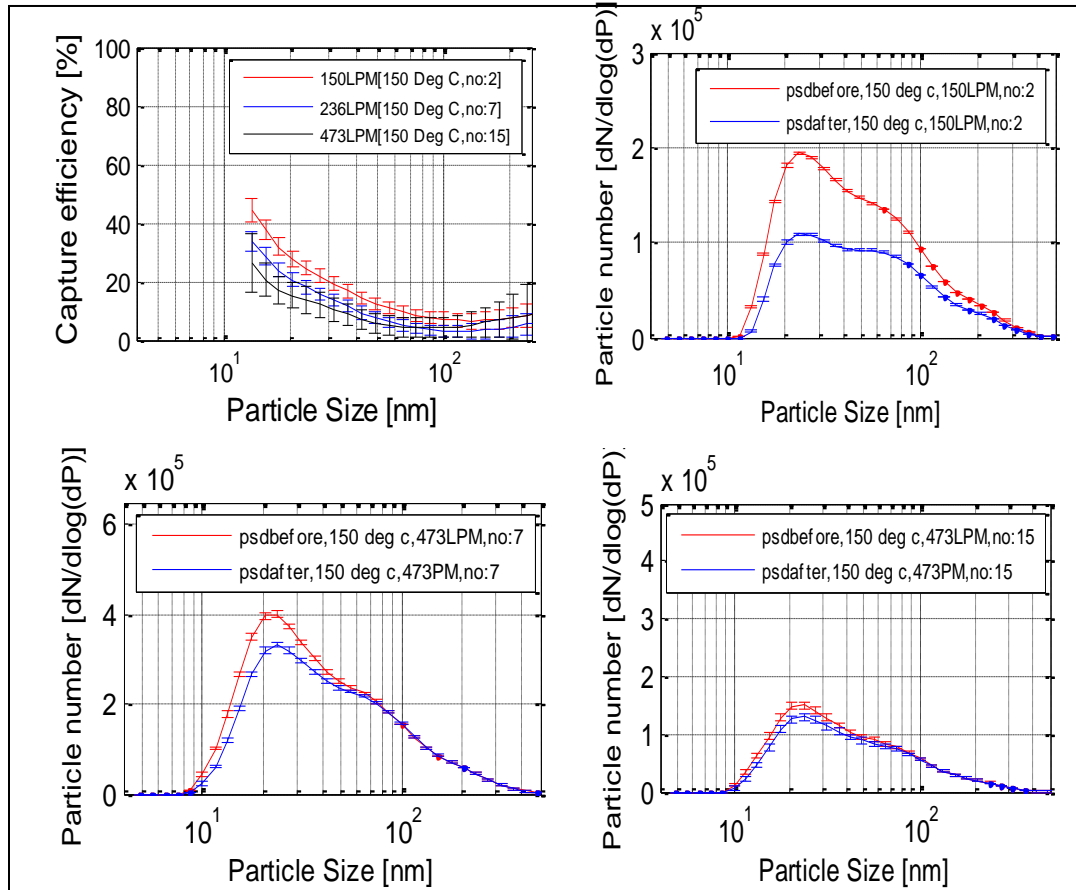 Capture efficiency [%]
100
80
60
40
20
0
150LPM[150 Deg C,no:2]
236LPM[150 Deg C,no:7]
473LPM[150 Deg C,no:15]
10^1
10^2
Particle Size [nm]
Particle number [dN/dlog(dP)]
x 10^5
3
2
1
0
psdbefore,150 deg c,150LPM,no:2
psdafter,150 deg c,150LPM,no:2
10^1
10^2
Particle Size [nm]
Particle number [dN/dlog(dP)]
x 10^5
6
4
2
0
psdbefore,150 deg c,473LPM,no:7
psdafter,150 deg c,473PM,no:7
10^1
10^2
Particle Size [nm]
Particle number [dN/dlog(dP)]
x 10^5
5
4
3
2
1
0
psdbefore,150 deg c,473LPM,no:15
psdafter,150 deg c,473PM,no:15
10^1
10^2
Particle Size [nm]